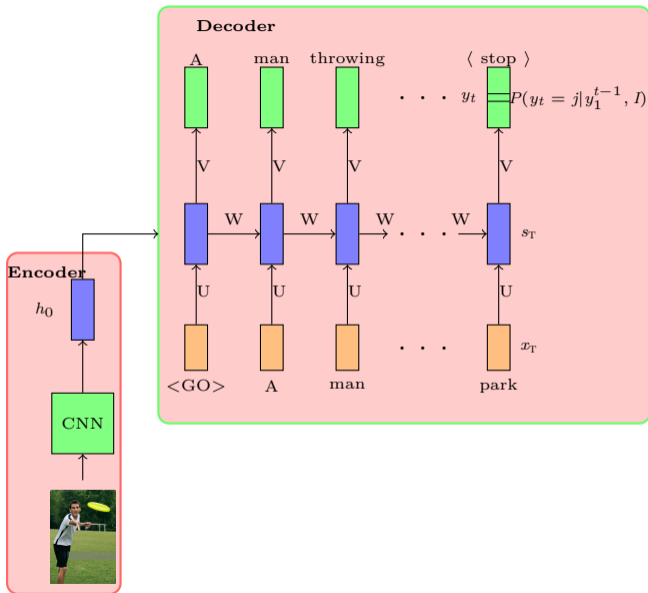 Decoder
A man throwing ⟨ stop ⟩
· · · y_t P(y_t = j|y_1^{t−1}, I)
V V V V
W W W · · · W s_T
Encoder
h_0
U U U U
· · · x_T
<GO> A man park
CNN